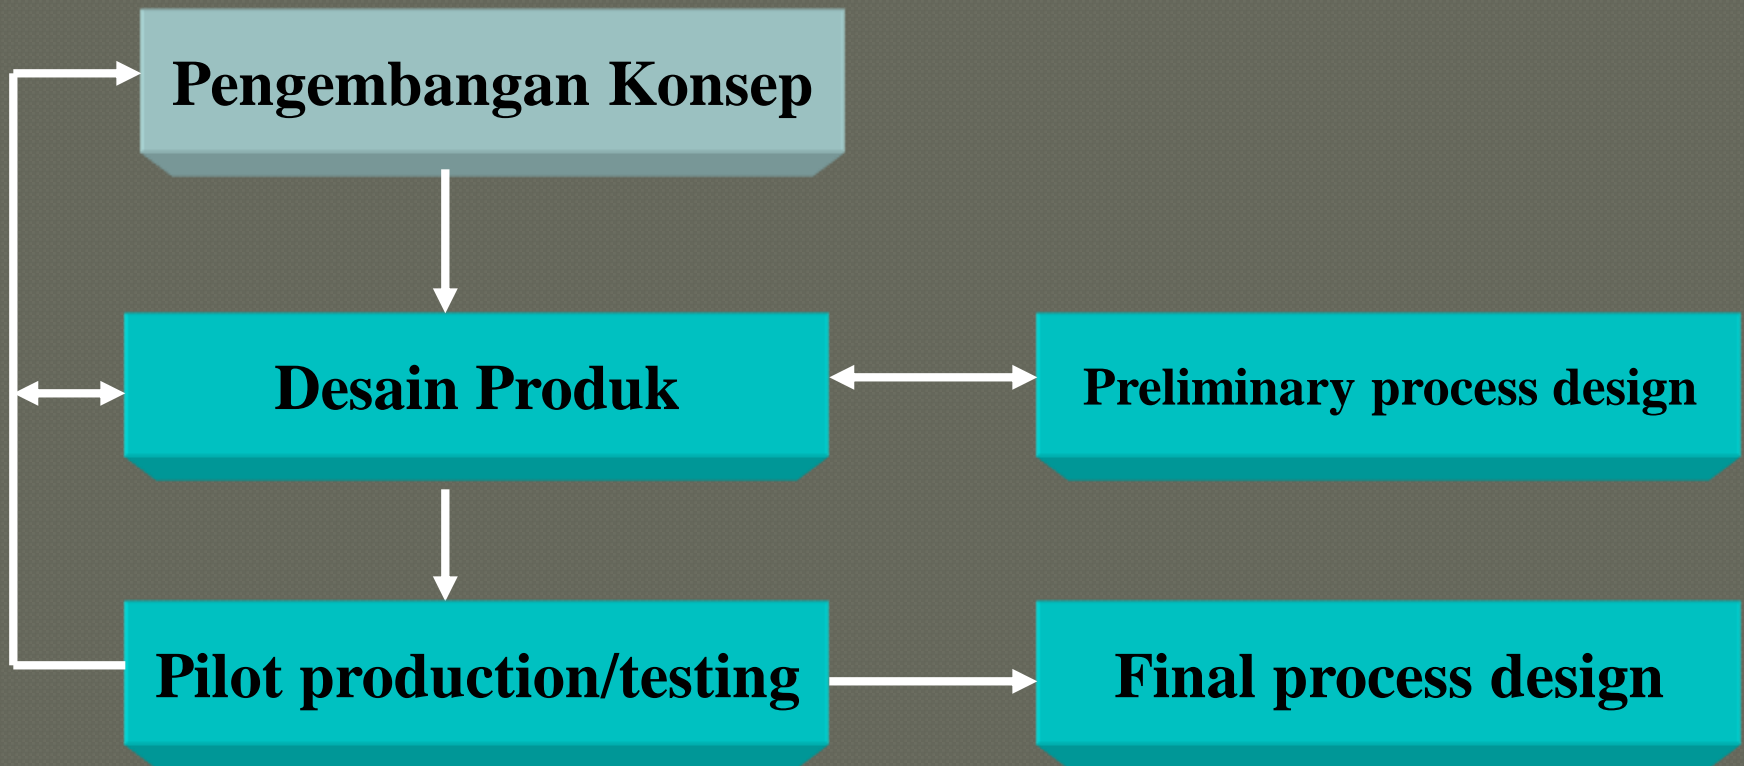 Pengembangan Konsep
Desain Produk
Preliminary process design
Pilot production/testing
Final process design